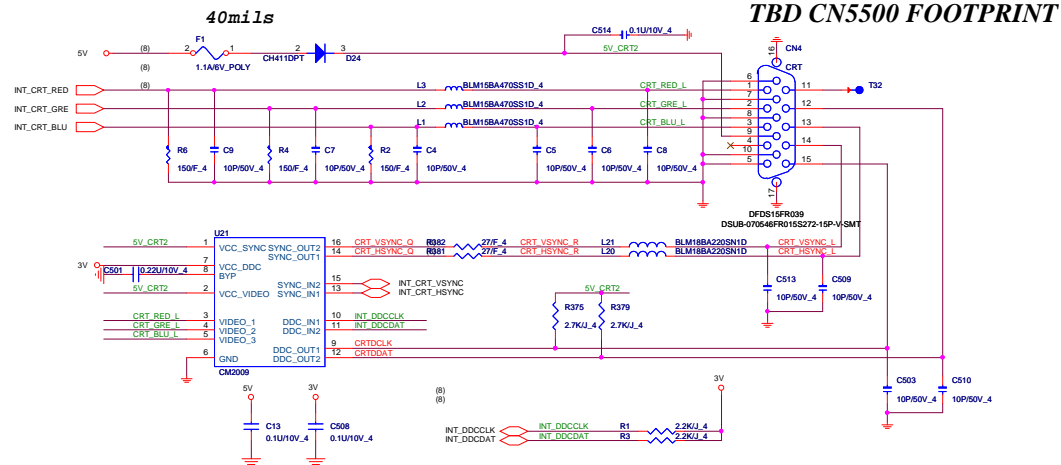 40mils
TBD CN5500 FOOTPRINT
5V
(8)
2
F1
1
1.1A/6V_POLY
(8)
(8)
2
3
CH411DPT
D24
C514
0.1U/10V_4
5V_CRT2
16
CN4
CRT
INT_CRT_RED
INT_CRT_GRE
INT_CRT_BLU
L3
BLM15BA470SS1D_4
CRT_RED_L
L2
BLM15BA470SS1D_4
CRT_GRE_L
L1
BLM15BA470SS1D_4
CRT_BLU_L
6
1
7
2
8
3
9
4
10
5
11
12
13
14
15
T32
17
R6
150/F_4
C9
10P/50V_4
R4
150/F_4
C7
10P/50V_4
R2
150/F_4
C4
10P/50V_4
C5
10P/50V_4
C6
10P/50V_4
C8
10P/50V_4
DFDS15FR039
DSUB-070546FR015S272-15P-V-SMT
U21
5V_CRT2
1
VCC_SYNC
SYNC_OUT2
16
CRT_VSYNC_Q
R382
27/F_4
CRT_VSYNC_R
L21
BLM18BA220SN1D
CRT_VSYNC_L
SYNC_OUT1
14
CRT_HSYNC_Q
R381
27/F_4
CRT_HSYNC_R
L20
BLM18BA220SN1D
CRT_HSYNC_L
3V
7
VCC_DDC
C501
0.22U/10V_4
8
BYP
SYNC_IN2
15
INT_CRT_VSYNC
5V_CRT2
2
VCC_VIDEO
SYNC_IN1
13
INT_CRT_HSYNC
C513
10P/50V_4
C509
10P/50V_4
5V_CRT2
R375
2.7K/J_4
R379
2.7K/J_4
CRT_RED_L
3
VIDEO_1
DDC_IN1
10
INT_DDCCLK
CRT_GRE_L
4
VIDEO_2
DDC_IN2
11
INT_DDCDAT
CRT_BLU_L
5
VIDEO_3
DDC_OUT1
9
CRTDCLK
6
GND
DDC_OUT2
12
CRTDDAT
CM2009
C503
10P/50V_4
C510
10P/50V_4
5V
C13
0.1U/10V_4
3V
C508
0.1U/10V_4
(8)
(8)
3V
INT_DDCCLK
INT_DDCCLK
R1
2.2K/J_4
INT_DDCDAT
INT_DDCDAT
R3
2.2K/J_4